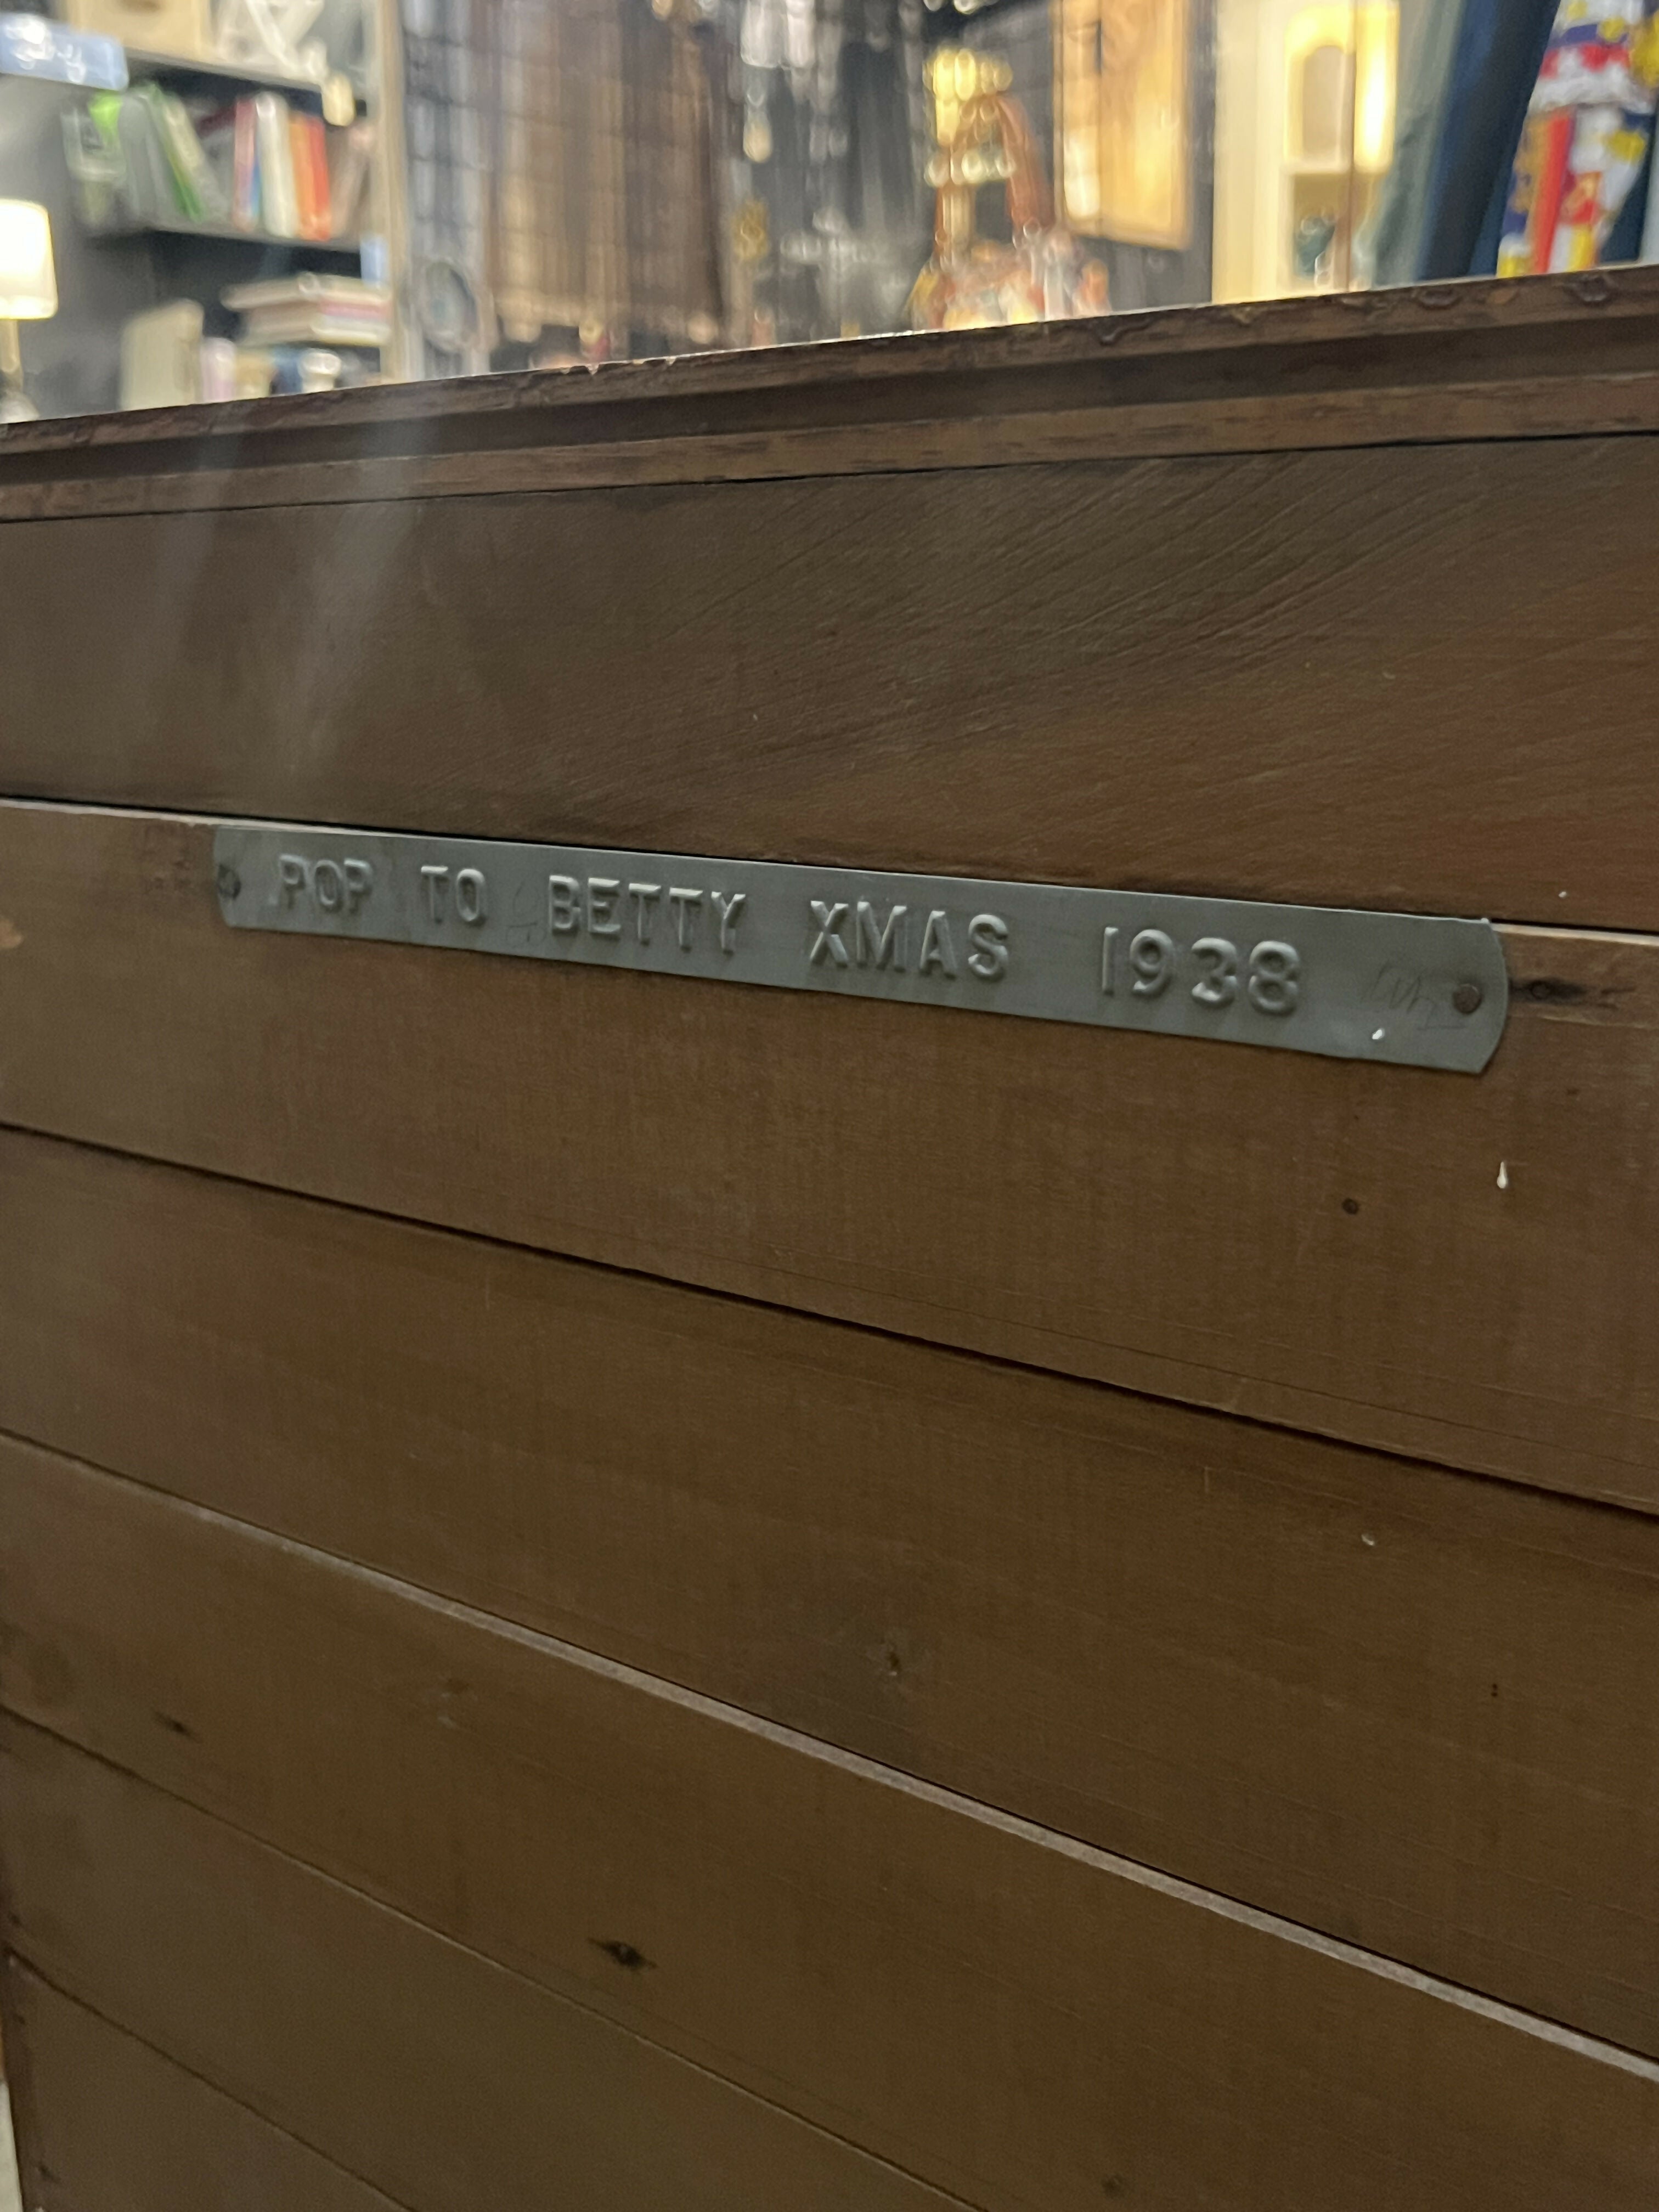 POP TO BETTY XMAS 1938